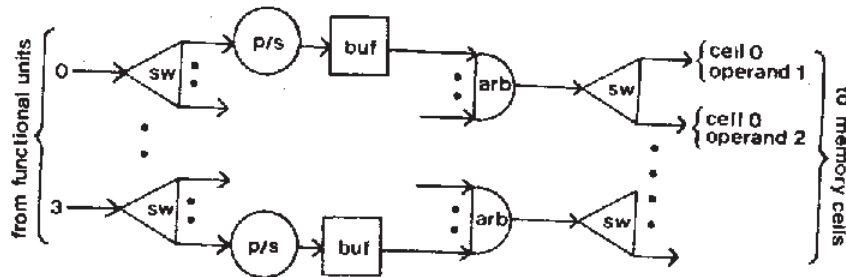 from functional units
0
sw
p/s
buf
arb
sw
cell 0
operand 1
cell 0
operand 2
to memory cells
3
sw
p/s
buf
arb
sw